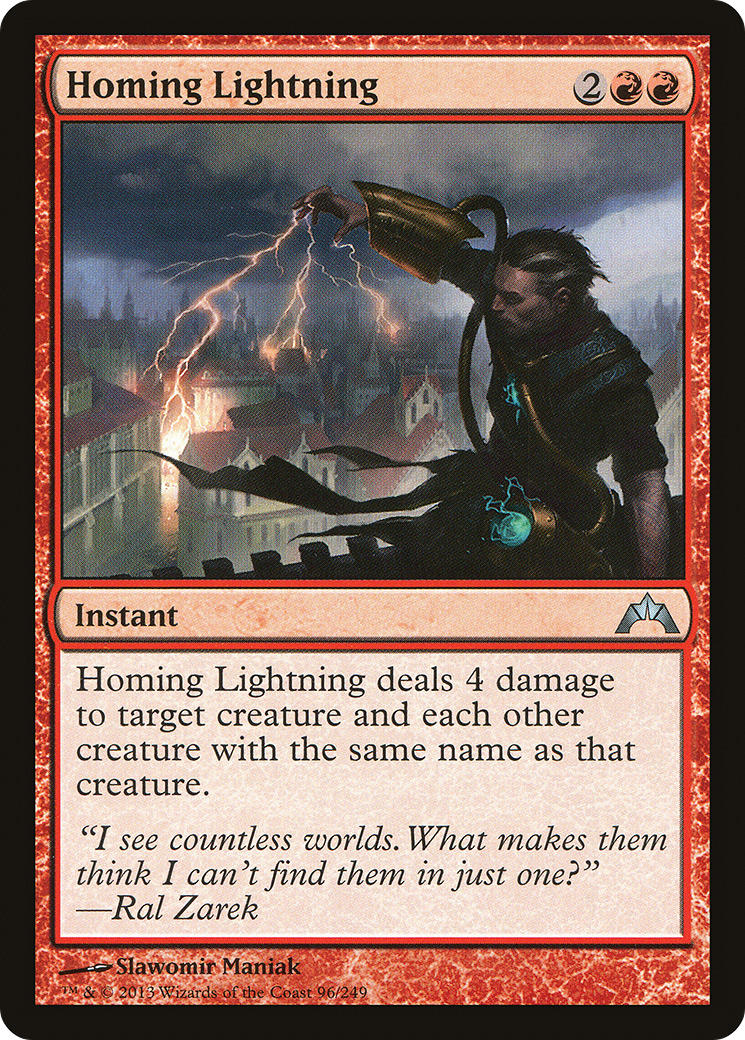 Homing Lightning 2
Instant
Homing Lightning deals 4 damage
to target creature and each other
creature with the same name as that
creature.
“I see countless worlds. What makes them
think I can’t find them in just one?”
—Ral Zarek
Slawomir Maniak
™ & © 2013 Wizards of the Coast 96/249